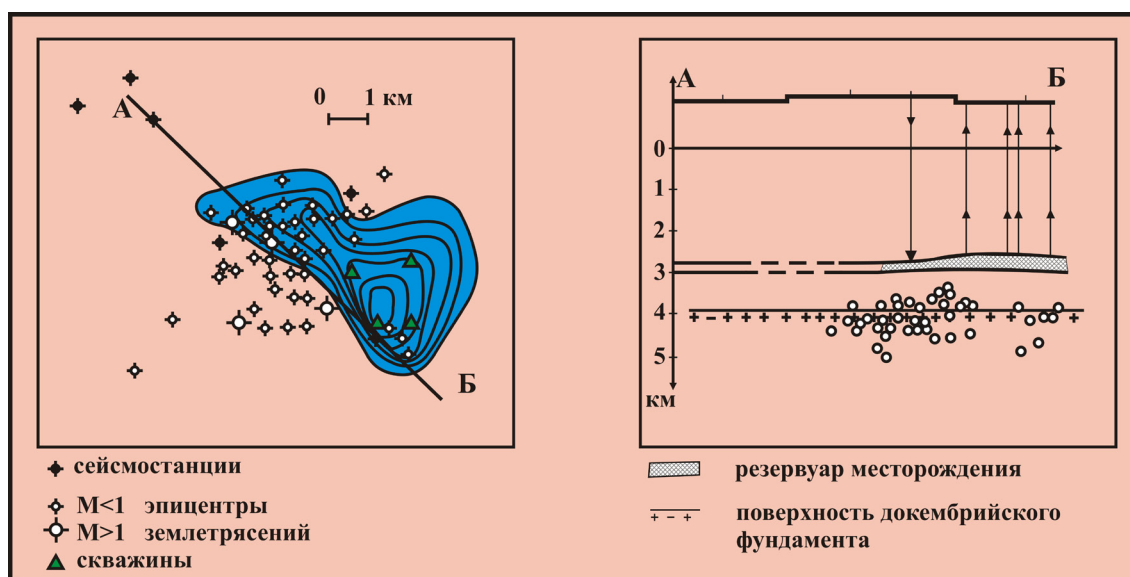 А
0 1 км
Б
сейсмостанции
М<1 эпицентры
М>1 землетрясений
скважины
А Б
0
1
2
3
4
5
км
резервуар месторождения
+ - + поверхность докембрийского
фундамента